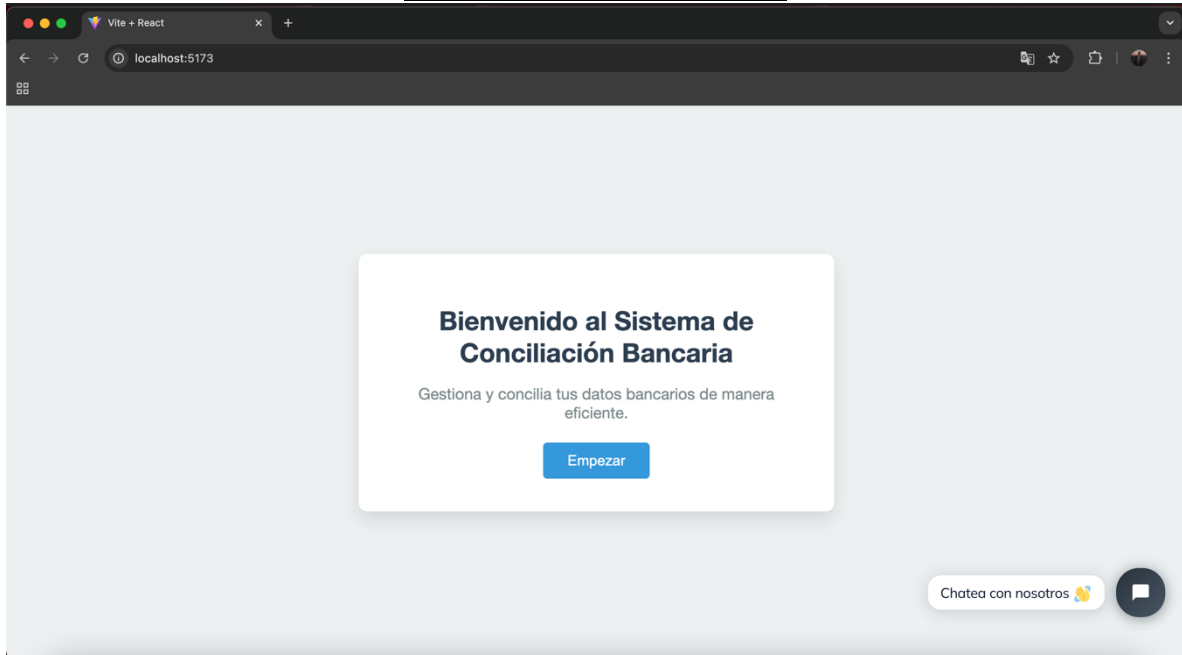 Vite + React
localhost:5173
Bienvenido al Sistema de
Conciliación Bancaria
Gestiona y concilia tus datos bancarios de manera
eficiente.
Empezar
Chatea con nosotros 👋